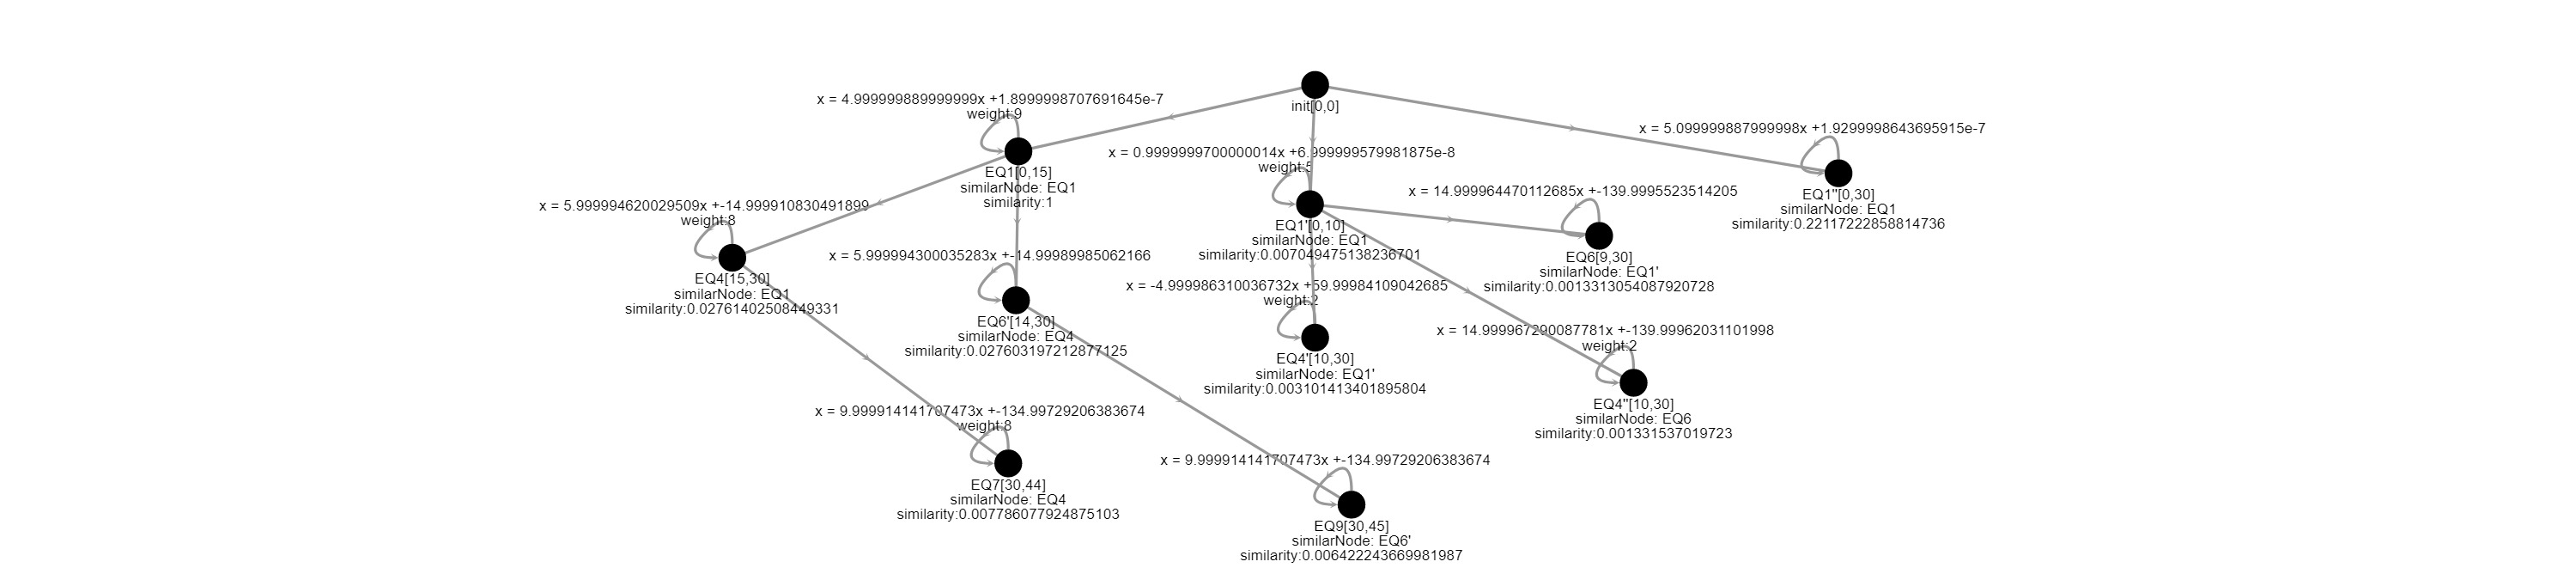 init[0,0]
x = 4.999999889999999x +1.8999998707691645e-7
weight:9
EQ1[0,15]
similarNode: EQ1
similarity:1
x = 5.099999887999998x +1.9299998643695915e-7
EQ1''[0,30]
similarNode: EQ1
similarity:0.22117222858814736
x = 0.9999999700000014x +6.999999579981875e-8
weight:5
EQ1'[0,10]
similarNode: EQ1
similarity:0.007049475138236701
x = 14.999964470112685x +-139.9995523514205
EQ6[9,30]
similarNode: EQ1'
similarity:0.0013313054087920728
x = 5.999994620029509x +-14.999910830491899
weight:8
EQ4[15,30]
similarNode: EQ1
similarity:0.02761402508449331
x = 5.999994300035283x +-14.99989985062166
EQ6'[14,30]
similarNode: EQ4
similarity:0.027603197212877125
x = -4.999986310036732x +59.99984109042685
weight:2
EQ4'[10,30]
similarNode: EQ1'
similarity:0.003101413401895804
x = 14.999967290087781x +-139.99962031101998
weight:2
EQ4''[10,30]
similarNode: EQ6
similarity:0.001331537019723
x = 9.999914141707473x +-134.99729206383674
weight:8
EQ7[30,44]
similarNode: EQ4
similarity:0.007786077924875103
x = 9.999914141707473x +-134.99729206383674
EQ9[30,45]
similarNode: EQ6'
similarity:0.006422243669981987